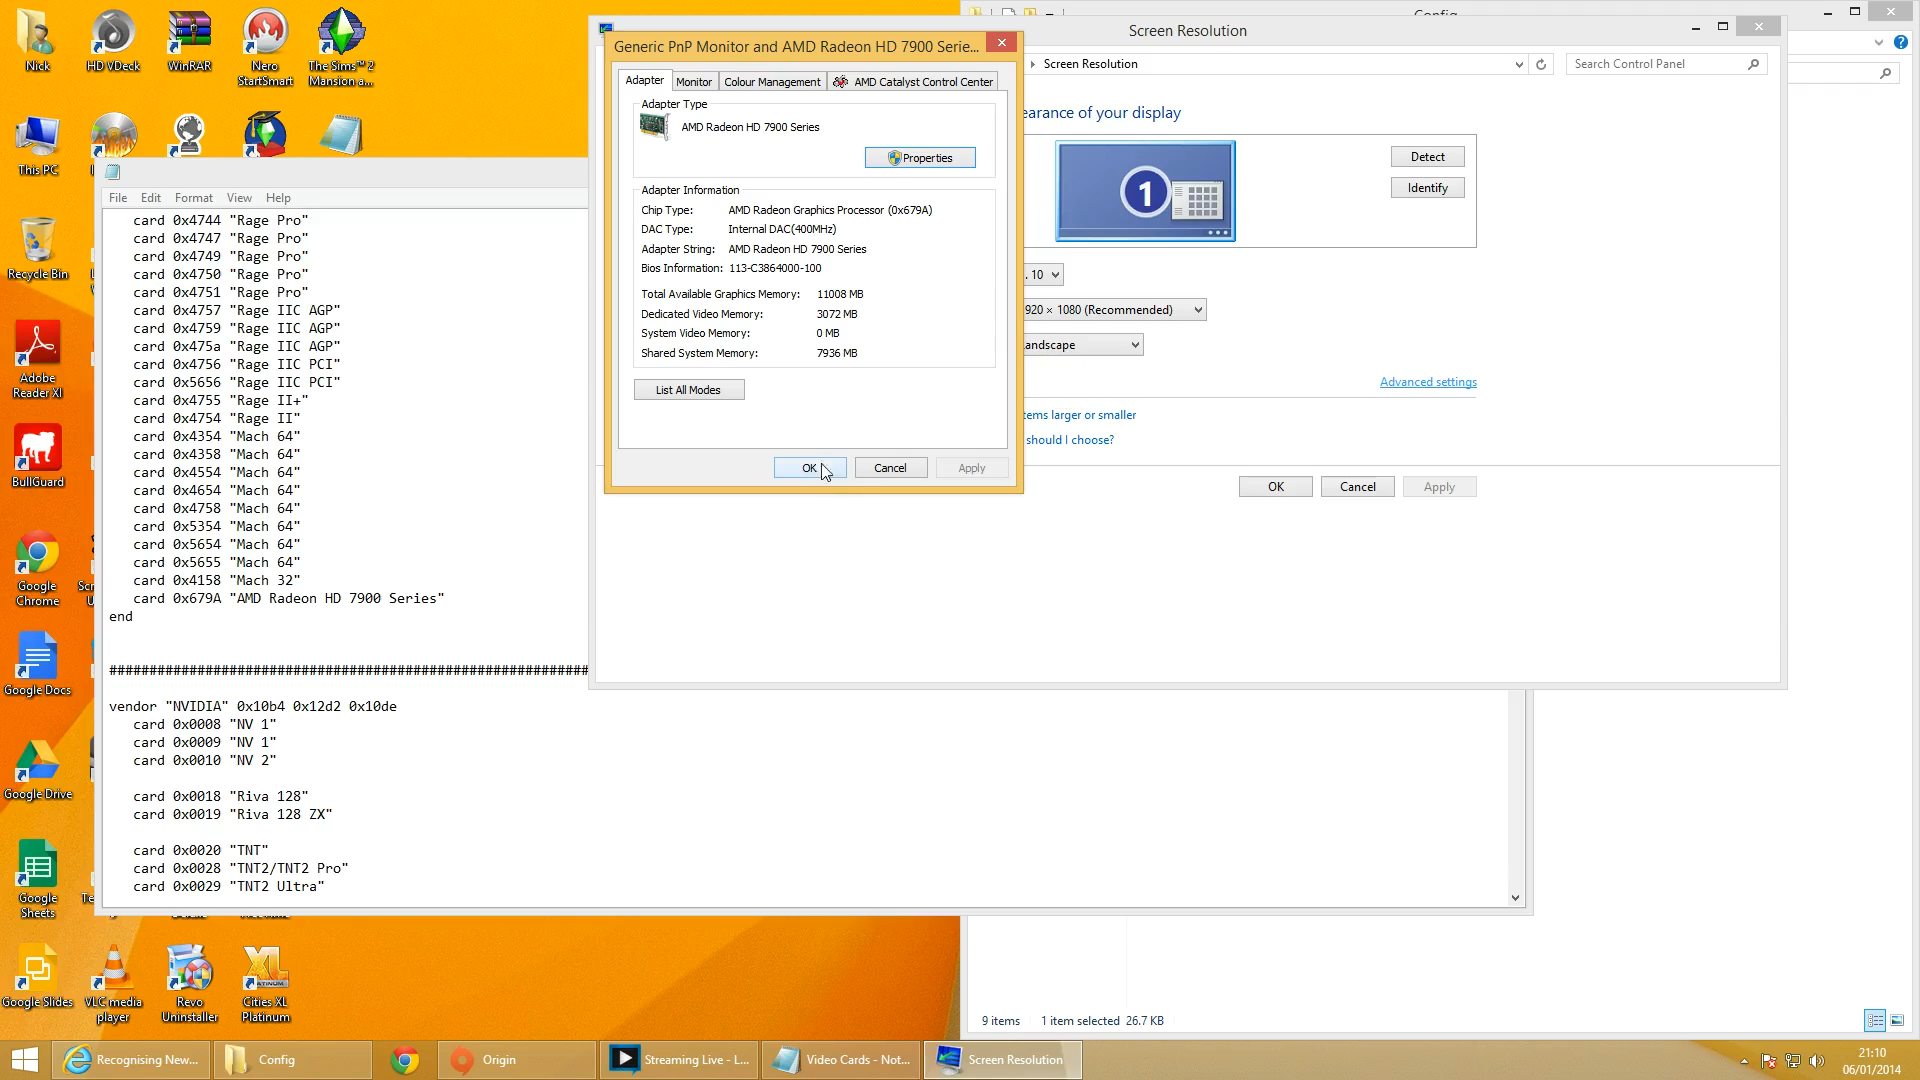 Nick
HD VDeck
WinRAR
Nero StartSmart
The Sims™ 2
Mansion a...
This PC
Recycle Bin
Adobe
Reader XI
BullGuard
Google
Chrome
Google Docs
Google Drive
Google
Sheets
Google Slides
VLC media
player
Revo
Uninstaller
Cities XL
Platinum
File Edit Format View Help
card 0x4744 "Rage Pro"
card 0x4747 "Rage Pro"
card 0x4749 "Rage Pro"
card 0x4750 "Rage Pro"
card 0x4751 "Rage Pro"
card 0x4757 "Rage IIC AGP"
card 0x4759 "Rage IIC AGP"
card 0x475a "Rage IIC AGP"
card 0x4756 "Rage IIC PCI"
card 0x5656 "Rage IIC PCI"
card 0x4755 "Rage II+"
card 0x4754 "Rage II"
card 0x4354 "Mach 64"
card 0x4358 "Mach 64"
card 0x4554 "Mach 64"
card 0x4654 "Mach 64"
card 0x4758 "Mach 64"
card 0x5354 "Mach 64"
card 0x5654 "Mach 64"
card 0x5655 "Mach 64"
card 0x4158 "Mach 32"
card 0x679A "AMD Radeon HD 7900 Series"
end
############################################################
vendor "NVIDIA" 0x10b4 0x12d2 0x10de
card 0x0008 "NV 1"
card 0x0009 "NV 1"
card 0x0010 "NV 2"
card 0x0018 "Riva 128"
card 0x0019 "Riva 128 ZX"
card 0x0020 "TNT"
card 0x0028 "TNT2/TNT2 Pro"
card 0x0029 "TNT2 Ultra"
Generic PnP Monitor and AMD Radeon HD 7900 Serie...
Adapter Monitor Colour Management AMD Catalyst Control Center
Adapter Type
AMD Radeon HD 7900 Series
Properties
Adapter Information
Chip Type: AMD Radeon Graphics Processor (0x679A)
DAC Type: Internal DAC(400MHz)
Adapter String: AMD Radeon HD 7900 Series
Bios Information: 113-C3864000-100
Total Available Graphics Memory: 11008 MB
Dedicated Video Memory: 3072 MB
System Video Memory: 0 MB
Shared System Memory: 7936 MB
List All Modes
OK Cancel Apply
Screen Resolution
Screen Resolution
Search Control Panel
earance of your display
1
Detect
Identify
. 10
920 × 1080 (Recommended)
andscape
Advanced settings
tems larger or smaller
should I choose?
OK Cancel Apply
9 items 1 item selected 26.7 KB
Recognising New...
Config
Origin
Streaming Live - L...
Video Cards - Not...
Screen Resolution
21:10
06/01/2014